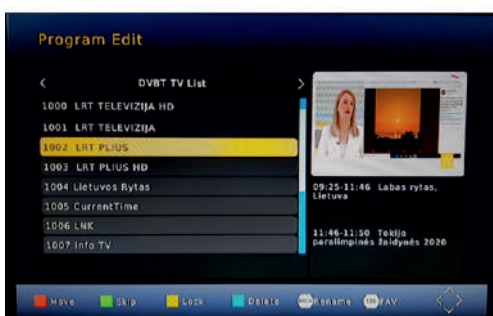 Program Edit
< DVBT TV List >
1000 LRT TELEVIZIJA HD
1001 LRT TELEVIZIJA
1002 LRT PLIUS
1003 LRT PLIUS HD
1004 Lietuvos Rytas
1005 CurrentTime
1006 LNK
1007 Info TV
09:25-11:46 Labas rytas,
Lietuva
11:46-11:50 Tokijo
paralimpinės žaidynės 2020
Move Skip Lock Delete Rename FAV